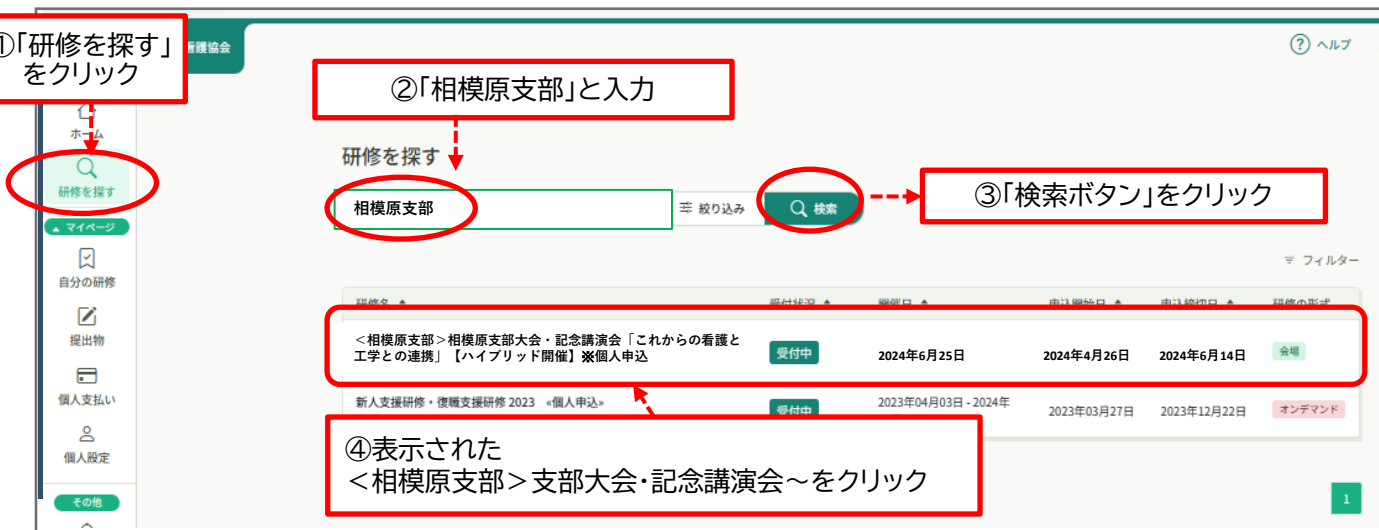 ①「研修を探す」
をクリック
看護協会
ヘルプ
②「相模原支部」と入力
ホーム
研修を探す
研修を探す
③「検索ボタン」をクリック
相模原支部
絞り込み
検索
マイページ
自分の研修
フィルター
研修名
受付状況
開催日
申込開始日
申込締切日
研修の形式
提出物
＜相模原支部＞相模原支部大会・記念講演会「これからの看護と
工学との連携」【ハイブリッド開催】※個人申込
受付中
2024年6月25日
2024年4月26日
2024年6月14日
会場
個人支払い
新人支援研修・復職支援研修 2023 «個人申込»
受付中
2023年04月03日 - 2024年
2023年03月27日
2023年12月22日
オンデマンド
個人設定
④表示された
＜相模原支部＞支部大会・記念講演会～をクリック
その他
1